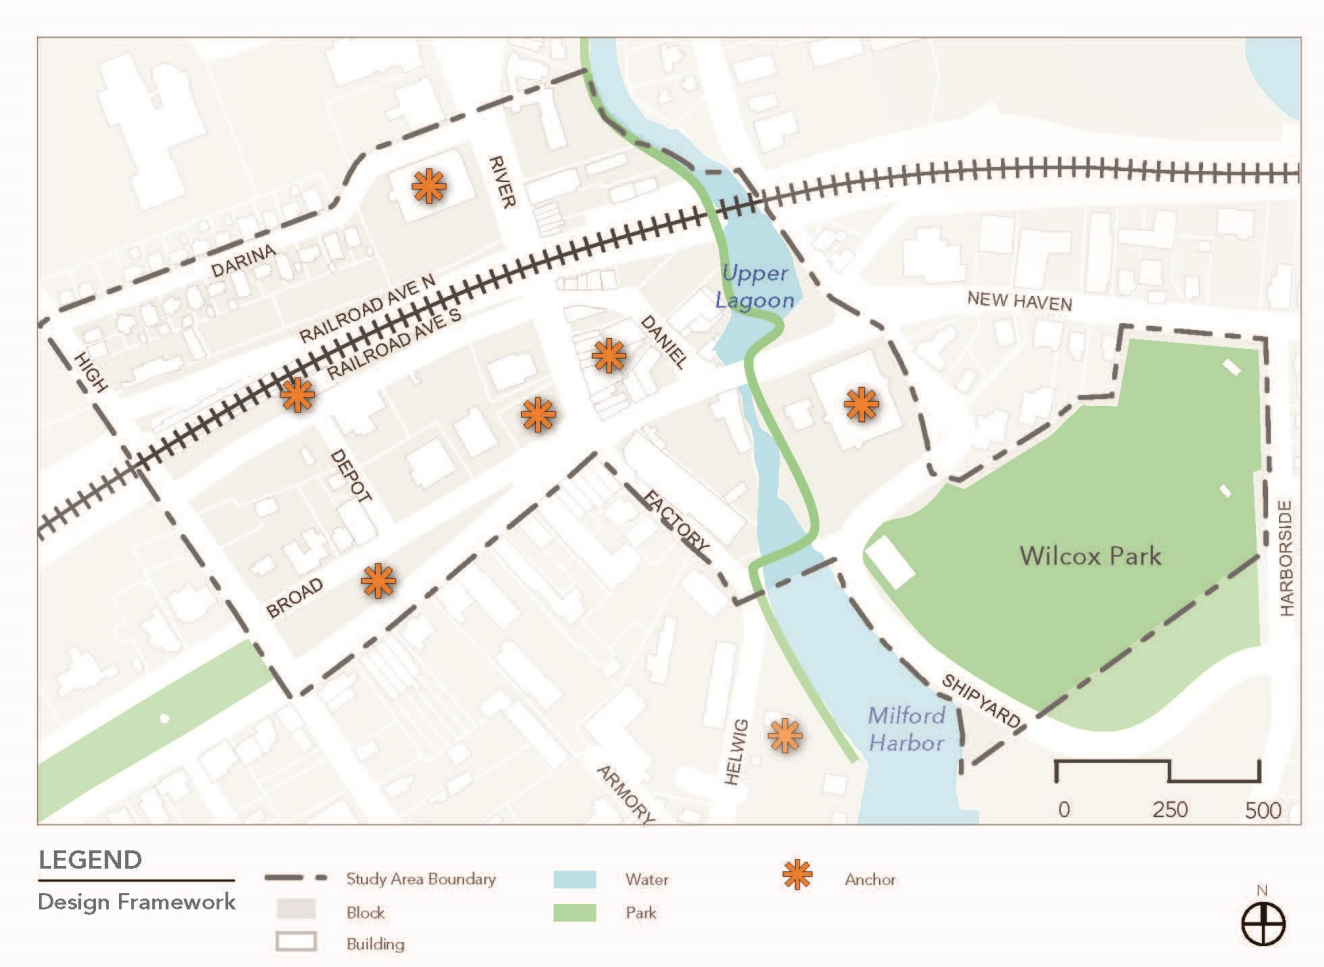 RIVER
DARINA
RAILROAD AVE N
RAILROAD AVE S
Upper
Lagoon
NEW HAVEN
DANIEL
HIGH
DEPOT
FACTORY
BROAD
Wilcox Park
HARBORSIDE
SHIPYARD
Milford
Harbor
HELWIG
ARMORY
0 250 500
LEGEND
Design Framework
Study Area Boundary
Block
Building
Water
Park
Anchor
N